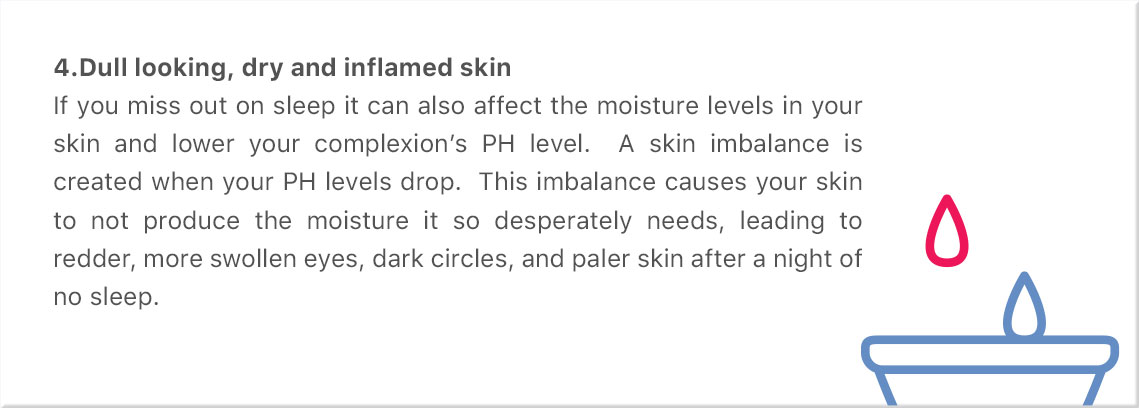 4.Dull looking, dry and inflamed skin
If you miss out on sleep it can also affect the moisture levels in your
skin and lower your complexion’s PH level.  A skin imbalance is
created when your PH levels drop.  This imbalance causes your skin
to not produce the moisture it so desperately needs, leading to
redder, more swollen eyes, dark circles, and paler skin after a night of
no sleep.